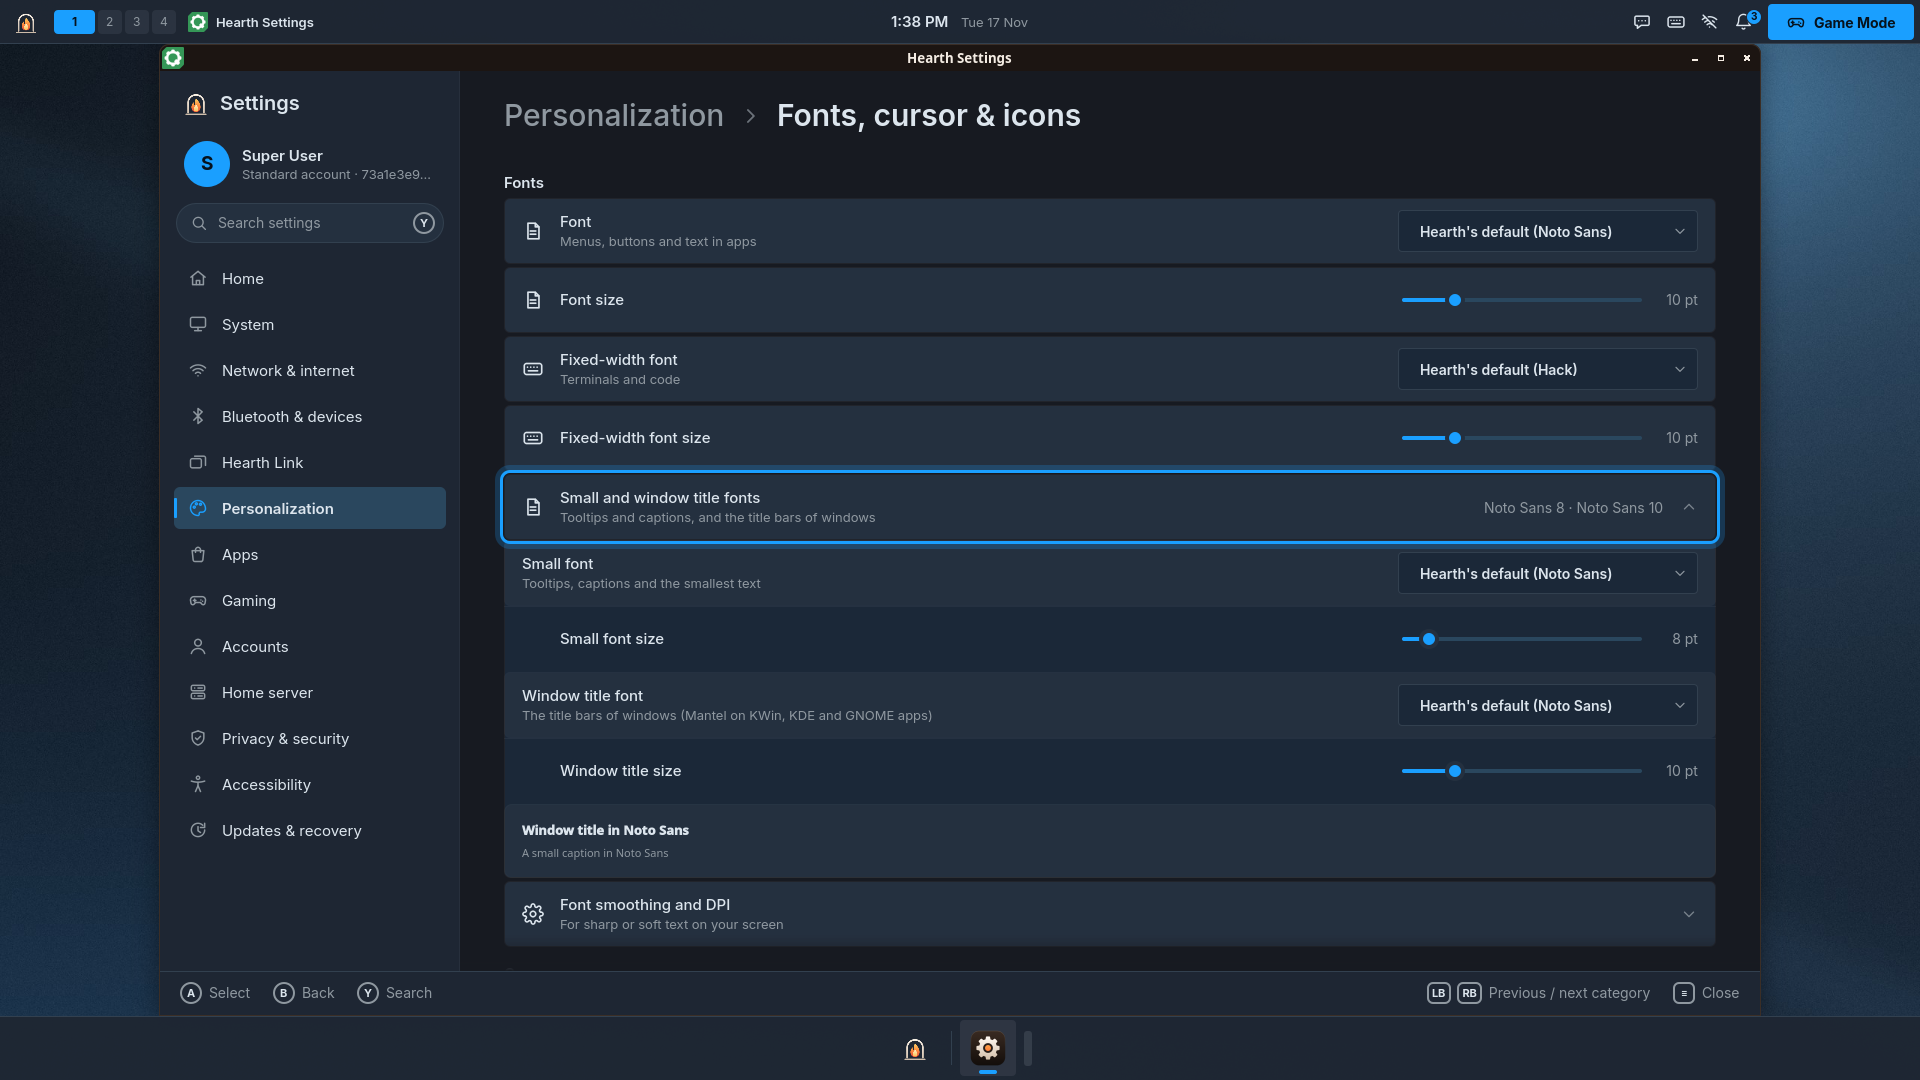 1 2 3 4 Hearth Settings
1:38 PM Tue 17 Nov
3
Game Mode
Hearth Settings
Settings
S
Super User
Standard account · 73a1e3e9...
Search settings Y
Home
System
Network & internet
Bluetooth & devices
Hearth Link
Personalization
Apps
Gaming
Accounts
Home server
Privacy & security
Accessibility
Updates & recovery
Personalization > Fonts, cursor & icons
Fonts
Font
Menus, buttons and text in apps
Hearth's default (Noto Sans)
Font size
10 pt
Fixed-width font
Terminals and code
Hearth's default (Hack)
Fixed-width font size
10 pt
Small and window title fonts
Tooltips and captions, and the title bars of windows
Noto Sans 8 · Noto Sans 10
Small font
Tooltips, captions and the smallest text
Hearth's default (Noto Sans)
Small font size
8 pt
Window title font
The title bars of windows (Mantel on KWin, KDE and GNOME apps)
Hearth's default (Noto Sans)
Window title size
10 pt
Window title in Noto Sans
A small caption in Noto Sans
Font smoothing and DPI
For sharp or soft text on your screen
A Select B Back Y Search
LB RB Previous / next category
Close